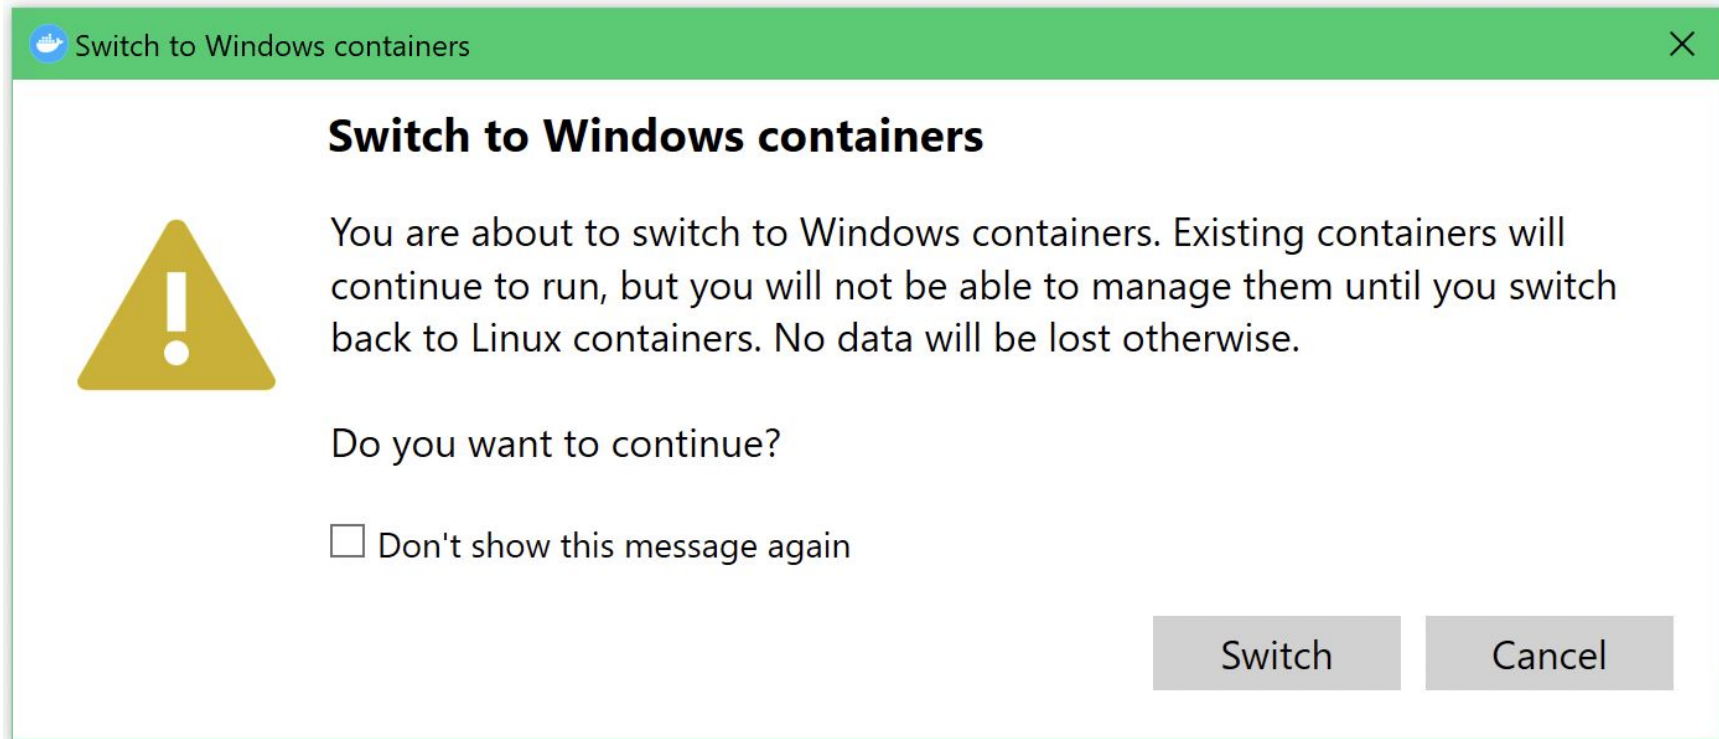 Switch to Windows containers
Switch to Windows containers
You are about to switch to Windows containers. Existing containers will
continue to run, but you will not be able to manage them until you switch
back to Linux containers. No data will be lost otherwise.
Do you want to continue?
Don't show this message again
Switch
Cancel